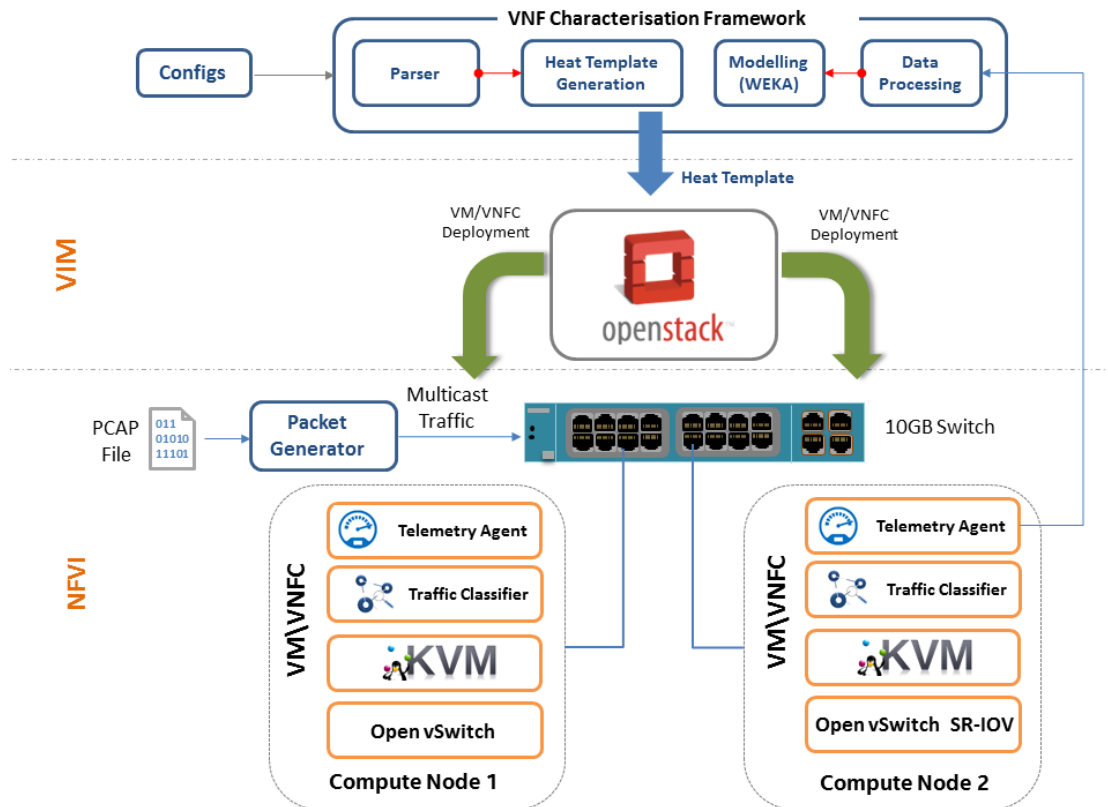 VNF Characterisation Framework
Configs
Parser
Heat Template
Generation
Modelling
(WEKA)
Data
Processing
Heat Template
VIM
VM/VNFC
Deployment
VM/VNFC
Deployment
openstack™
NFVI
PCAP
File
011
01010
11101
Packet
Generator
Multicast
Traffic
10GB Switch
VM\VNFC
Telemetry Agent
Traffic Classifier
KVM
Open vSwitch
Compute Node 1
VM\VNFC
Telemetry Agent
Traffic Classifier
KVM
Open vSwitch SR-IOV
Compute Node 2